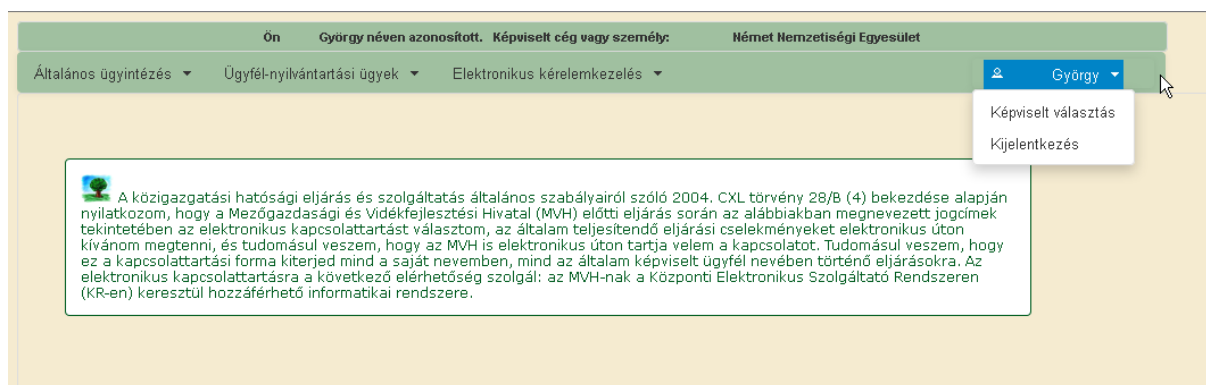 Ön György néven azonosított. Képviselt cég vagy személy: Német Nemzetiségi Egyesület
Általános ügyintézés Ügyfél-nyilvántartási ügyek Elektronikus kérelemkezelés György
Képviselt választás
Kijelentkezés
A közigazgatási hatósági eljárás és szolgáltatás általános szabályairól szóló 2004. CXL törvény 28/B (4) bekezdése alapján
nyilatkozom, hogy a Mezőgazdasági és Vidékfejlesztési Hivatal (MVH) előtti eljárás során az alábbiakban megnevezett jogcímek
tekintetében az elektronikus kapcsolattartást választom, az általam teljesítendő eljárási cselekményeket elektronikus úton
kívánom megtenni, és tudomásul veszem, hogy az MVH is elektronikus úton tartja velem a kapcsolatot. Tudomásul veszem, hogy
ez a kapcsolattartási forma kiterjed mind a saját nevemben, mind az általam képviselt ügyfél nevében történő eljárásokra. Az
elektronikus kapcsolattartásra a következő elérhetőség szolgál: az MVH-nak a Központi Elektronikus Szolgáltató Rendszeren
(KR-en) keresztül hozzáférhető informatikai rendszere.